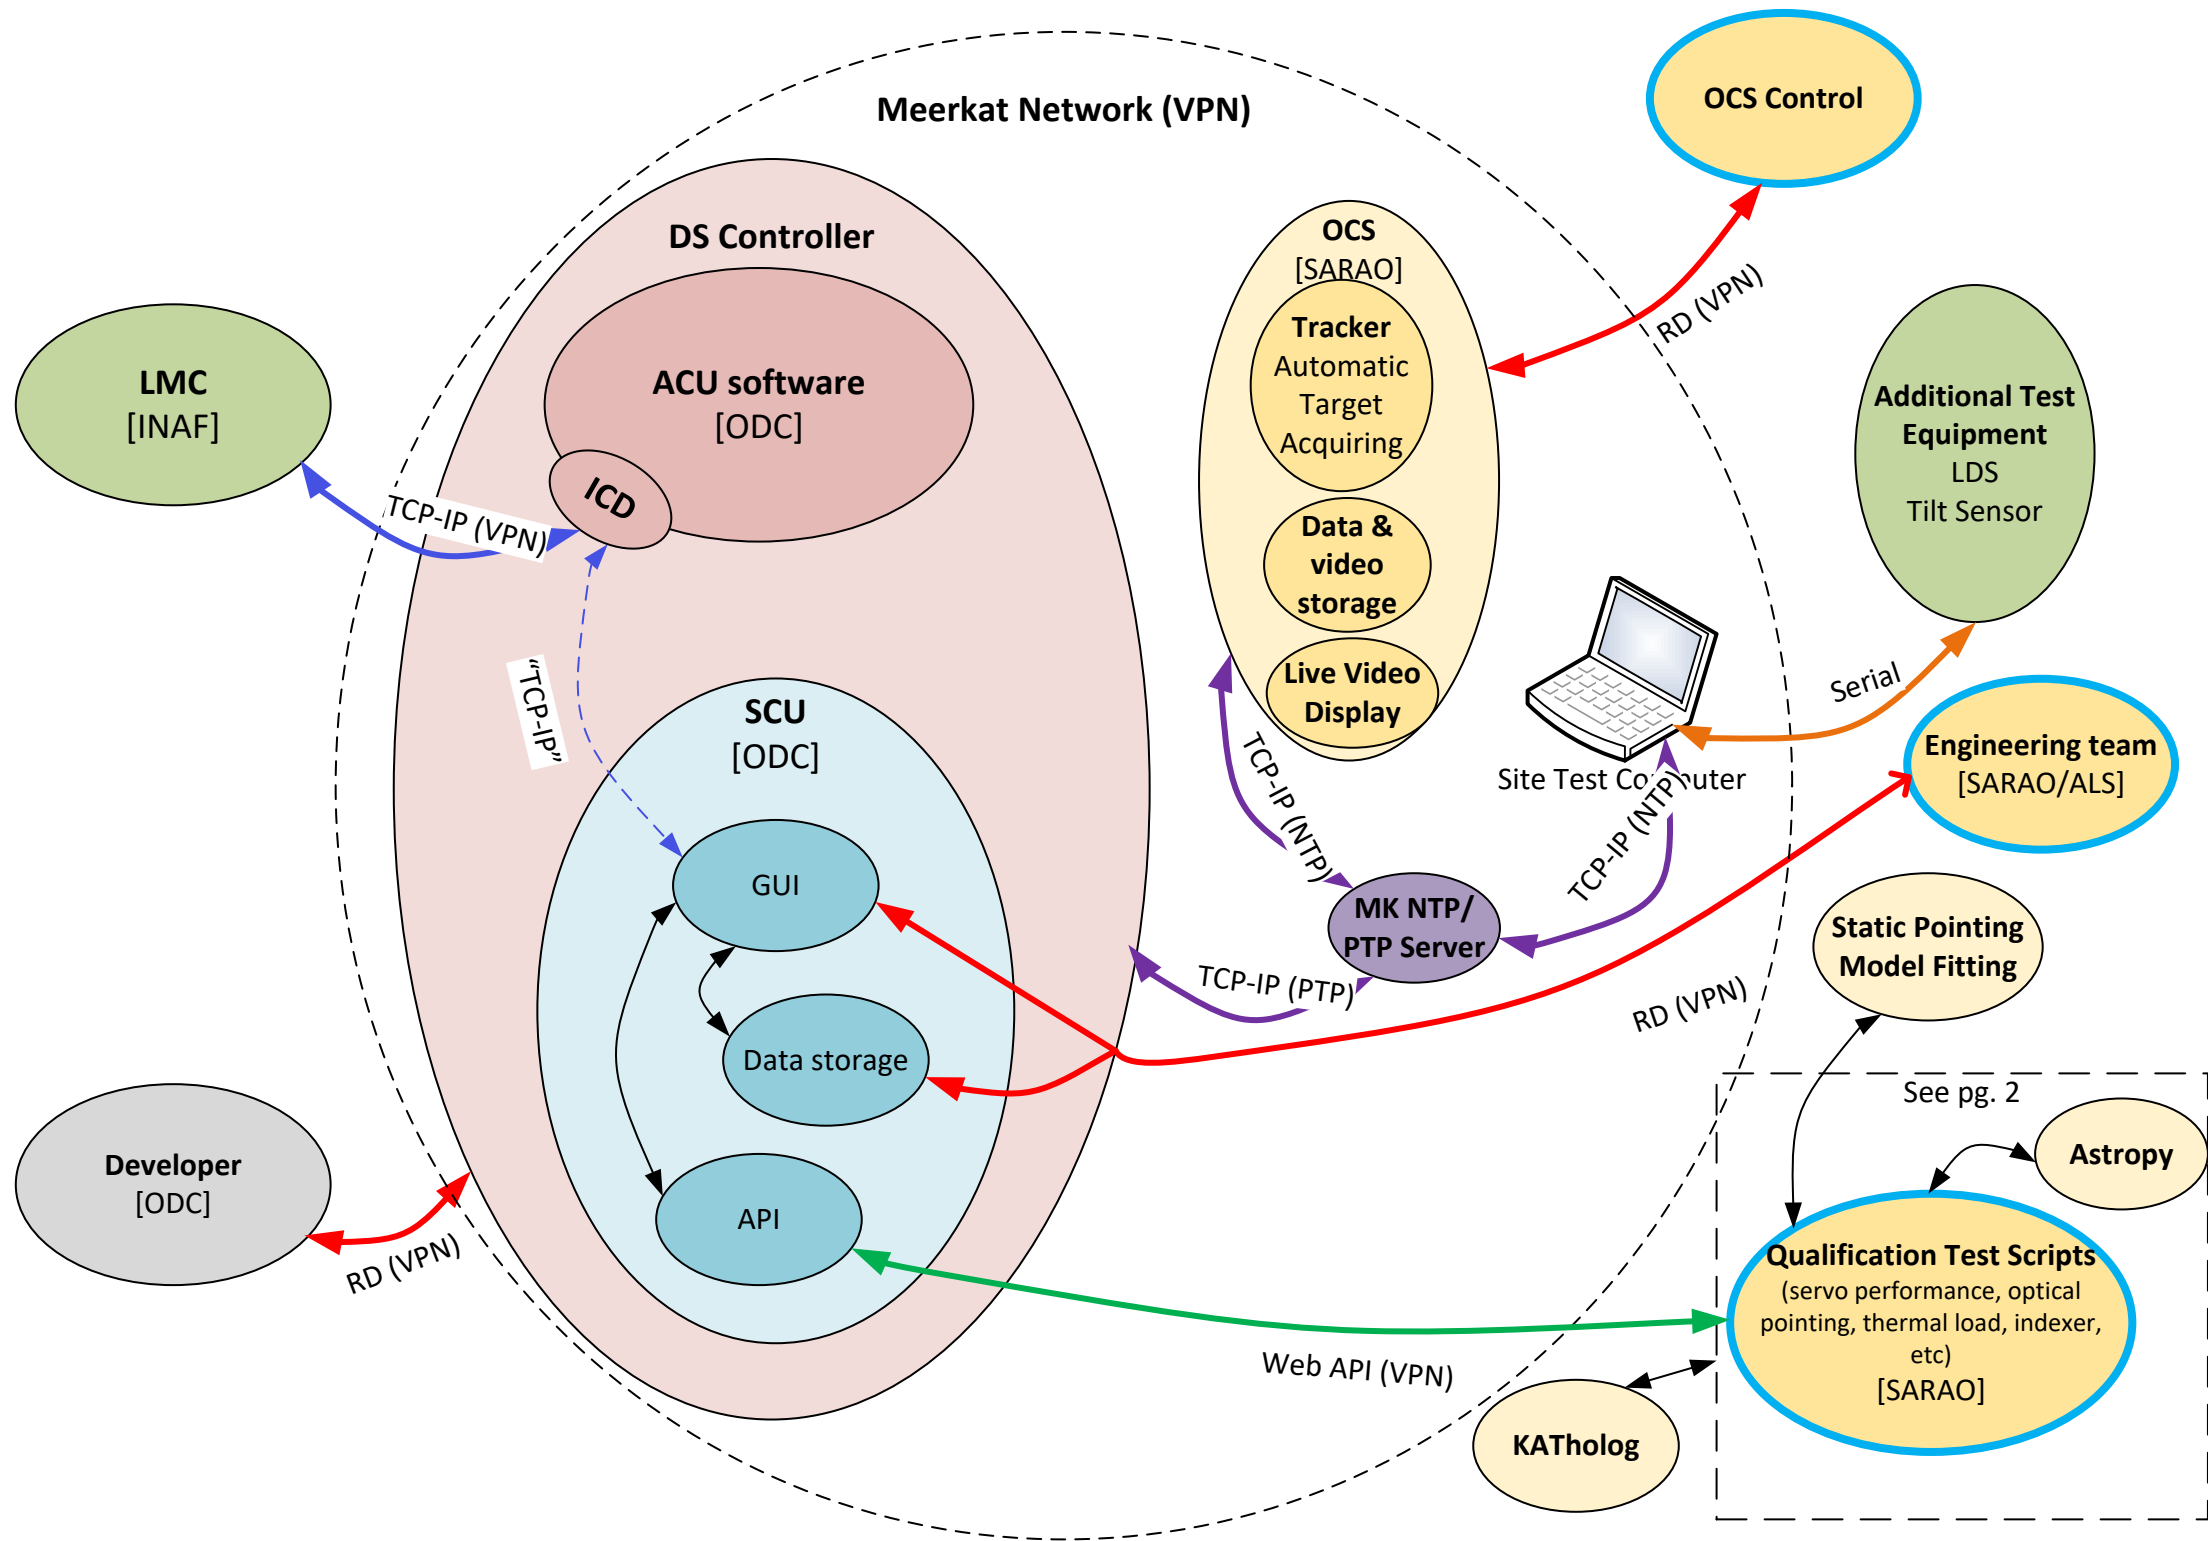 Meerkat Network (VPN)
OCS Control
DS Controller
OCS
[SARAO]
RD (VPN)
Tracker
Automatic
Target
Acquiring
LMC
[INAF]
ACU software
[ODC]
ICD
TCP-IP (VPN)
Additional Test
Equipment
LDS
Tilt Sensor
Data &
video
storage
Live Video
Display
"TCP-IP"
Serial
SCU
[ODC]
Site Test Computer
Engineering team
[SARAO/ALS]
TCP-IP (NTP)
TCP-IP (NTP)
GUI
MK NTP/
PTP Server
TCP-IP (PTP)
Static Pointing
Model Fitting
RD (VPN)
Data storage
See pg. 2
Astropy
Developer
[ODC]
RD (VPN)
API
Qualification Test Scripts
(servo performance, optical
pointing, thermal load, indexer,
etc)
[SARAO]
Web API (VPN)
KATholog